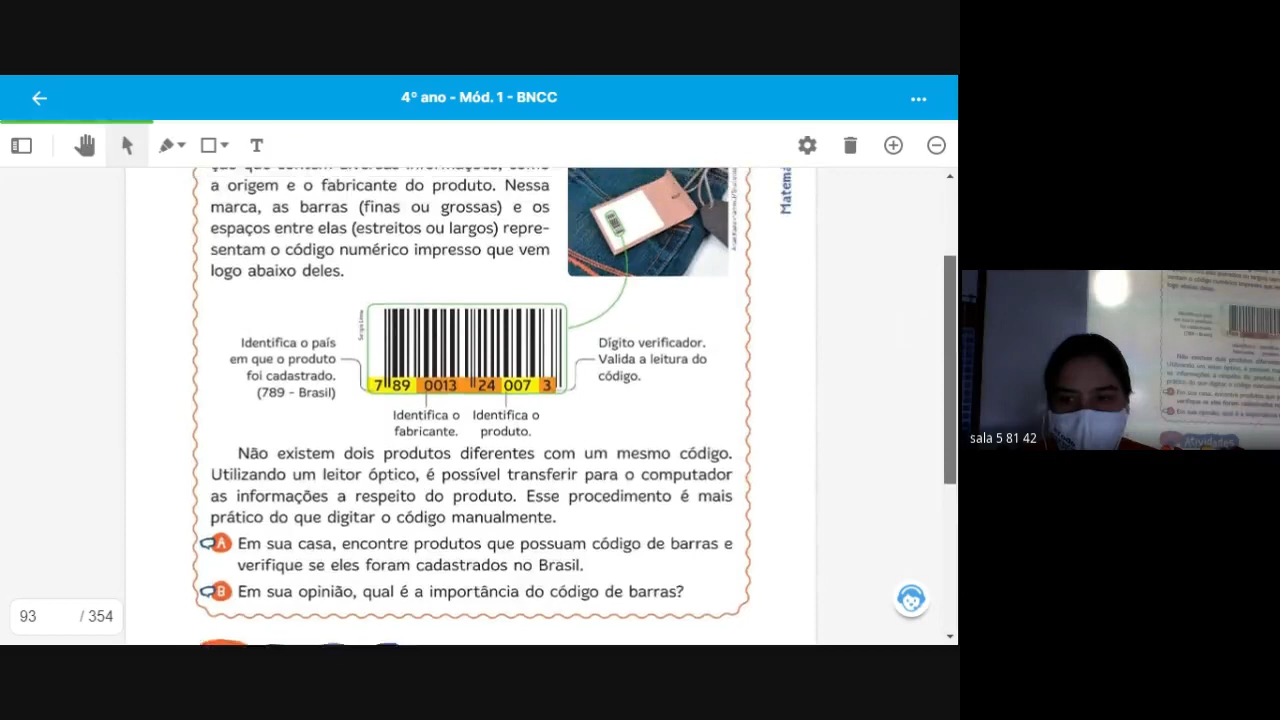 4º ano - Mód. 1 - BNCC
T
a origem e o fabricante do produto. Nessa
marca, as barras (finas ou grossas) e os
espaços entre elas (estreitos ou largos) repre-
sentam o código numérico impresso que vem
logo abaixo deles.
Matemá
Identifica o país
em que o produto
foi cadastrado.
(789 - Brasil)
7 89 0013 24 007 3
Dígito verificador.
Valida a leitura do
código.
Identifica o
fabricante.
Identifica o
produto.
Não existem dois produtos diferentes com um mesmo código.
Utilizando um leitor óptico, é possível transferir para o computador
as informações a respeito do produto. Esse procedimento é mais
prático do que digitar o código manualmente.
A Em sua casa, encontre produtos que possuam código de barras e
verifique se eles foram cadastrados no Brasil.
B Em sua opinião, qual é a importância do código de barras?
93 / 354
sala 5 81 42
Atividades